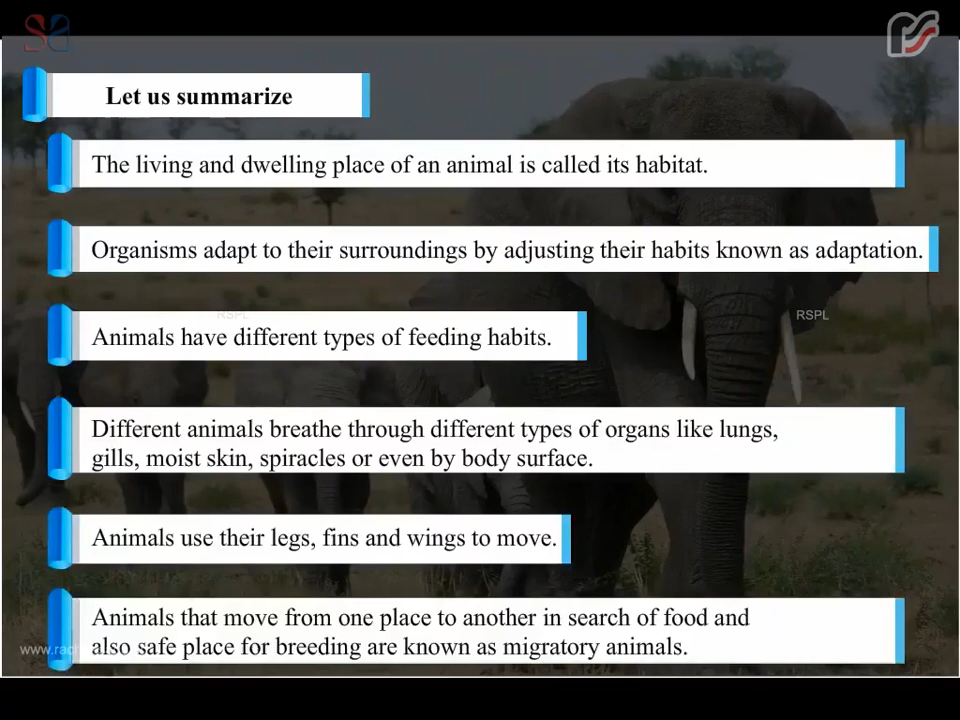 Let us summarize
The living and dwelling place of an animal is called its habitat.
Organisms adapt to their surroundings by adjusting their habits known as adaptation.
RSPL
RSPL
Animals have different types of feeding habits.
Different animals breathe through different types of organs like lungs,
gills, moist skin, spiracles or even by body surface.
Animals use their legs, fins and wings to move.
Animals that move from one place to another in search of food and
also safe place for breeding are known as migratory animals.